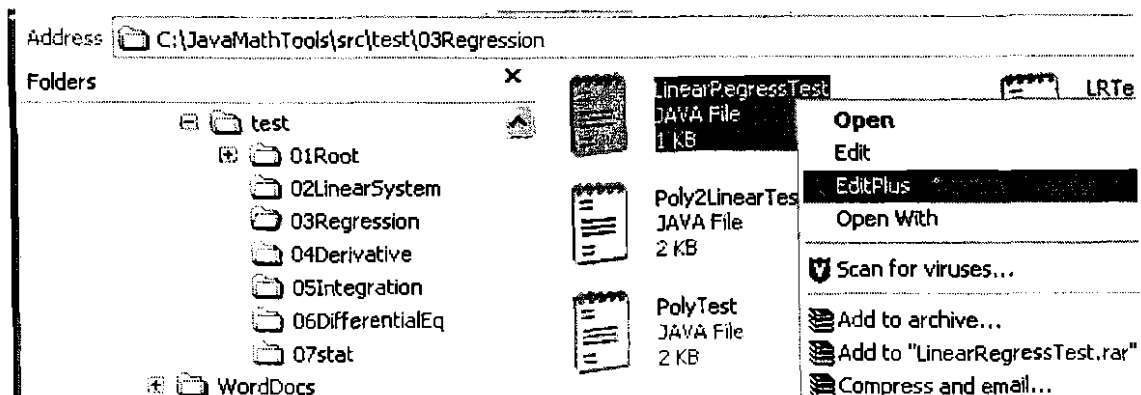 Address C:\JavaMathTools\src\test\03Regression
Folders x
test
01Root
02LinearSystem
03Regression
04Derivative
05Integration
06DifferentialEq
07stat
WordDocs
LinearRegressTest
JAVA File
1 KB
Poly2LinearTes
JAVA File
2 KB
PolyTest
JAVA File
2 KB
LRTe
Open
Edit
EditPlus
Open With
Scan for viruses...
Add to archive...
Add to "LinearRegressTest.rar"
Compress and email...